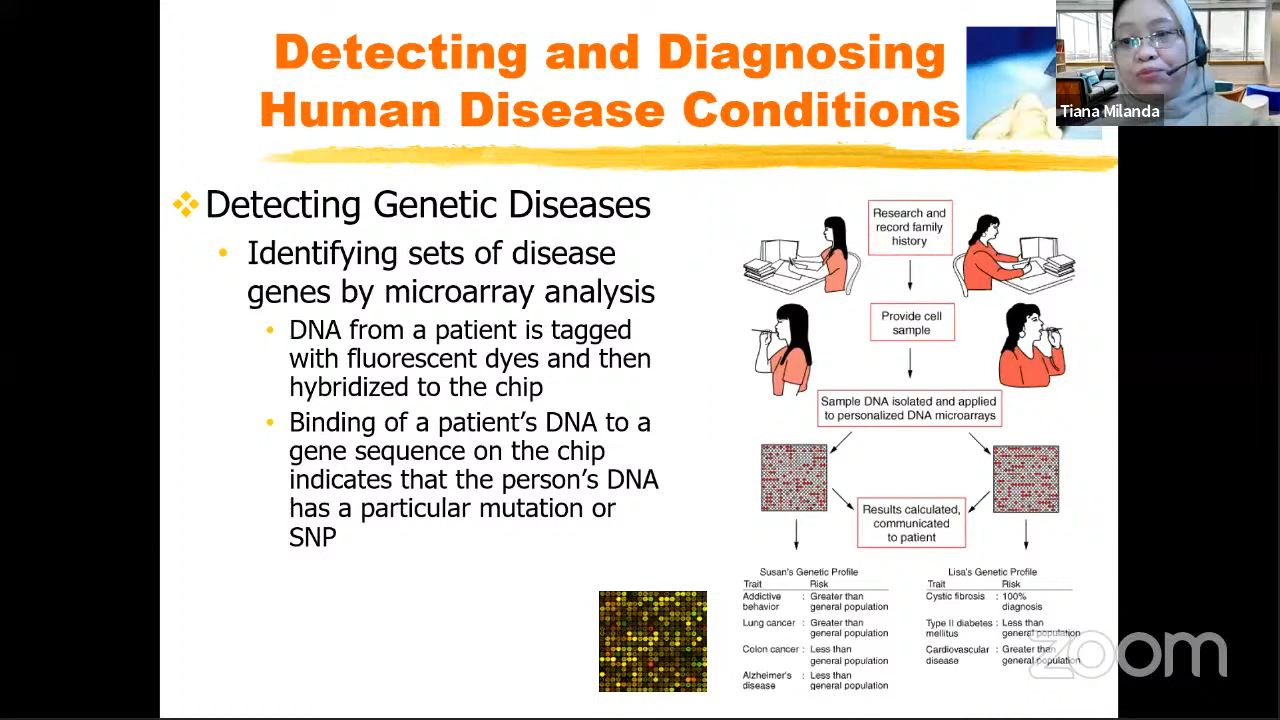 Detecting and Diagnosing
Human Disease Conditions
Tiana Milanda
Detecting Genetic Diseases
Identifying sets of disease
genes by microarray analysis
DNA from a patient is tagged
with fluorescent dyes and then
hybridized to the chip
Binding of a patient’s DNA to a
gene sequence on the chip
indicates that the person’s DNA
has a particular mutation or
SNP
Research and
record family
history
Provide cell
sample
Sample DNA isolated and applied
to personalized DNA microarrays
Results calculated,
communicated
to patient
Susan's Genetic Profile
Trait Risk
Addictive : Greater than
behavior general population
Lung cancer : Greater than
general population
Colon cancer : Less than
general population
Alzheimer's : Less than
disease general population
Lisa's Genetic Profile
Trait Risk
Cystic fibrosis : 100%
diagnosis
Type II diabetes : Less than
mellitus general population
Cardiovascular : Greater than
disease general population
zoom